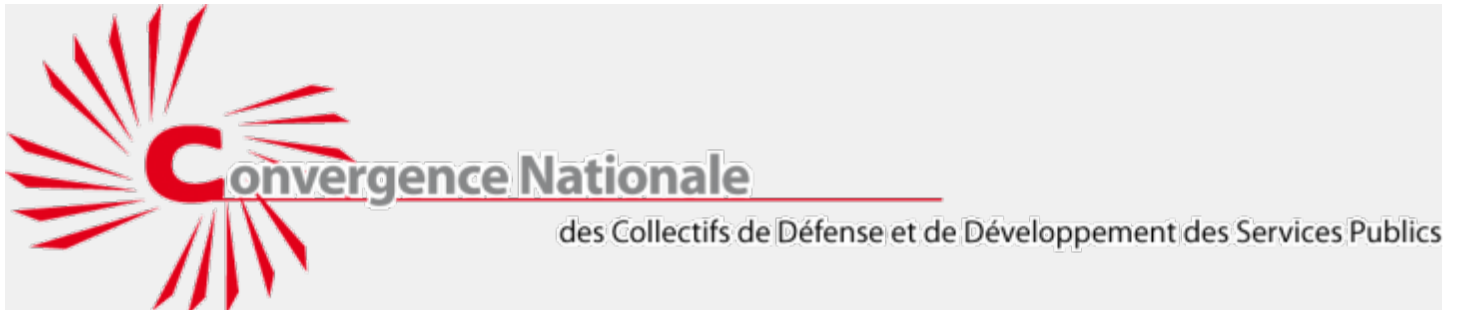 Convergence Nationale
des Collectifs de Défense et de Développement des Services Publics